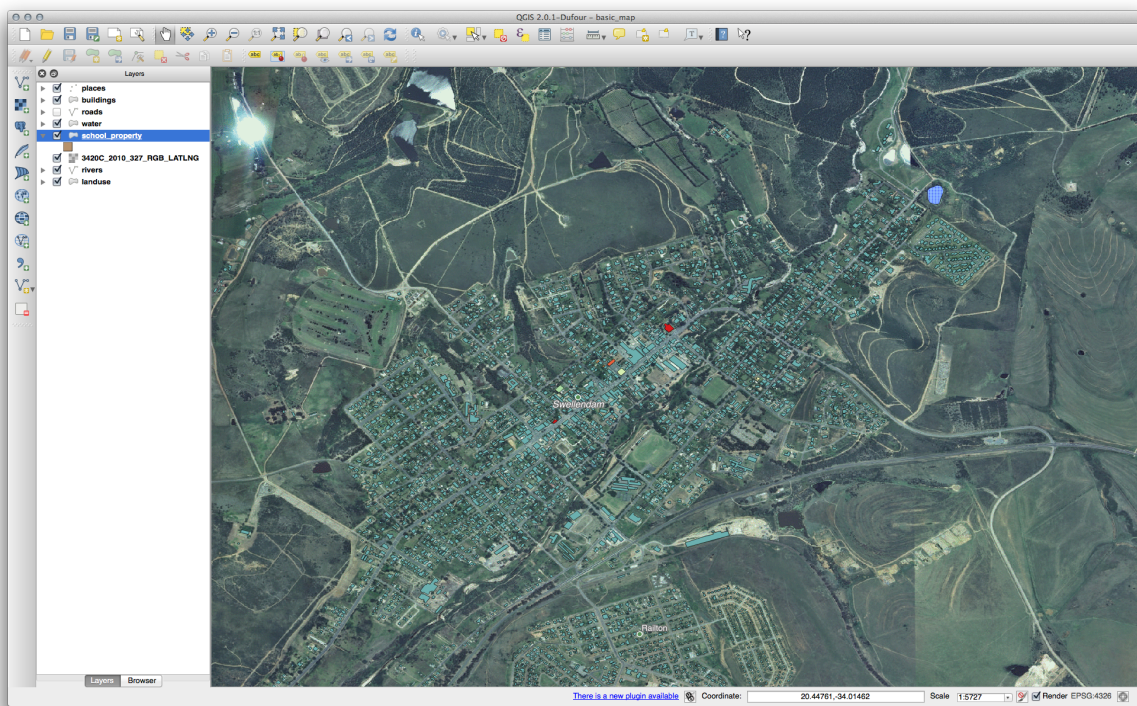 QGIS 2.0.1-Dufour – basic_map
Layers
places
buildings
roads
water
school_property
3420C_2010_327_RGB_LATLNG
rivers
landuse
Swellendam
Railton
Layers Browser
There is a new plugin available Coordinate: 20.44761,-34.01462 Scale 1:5727 Render EPSG:4326